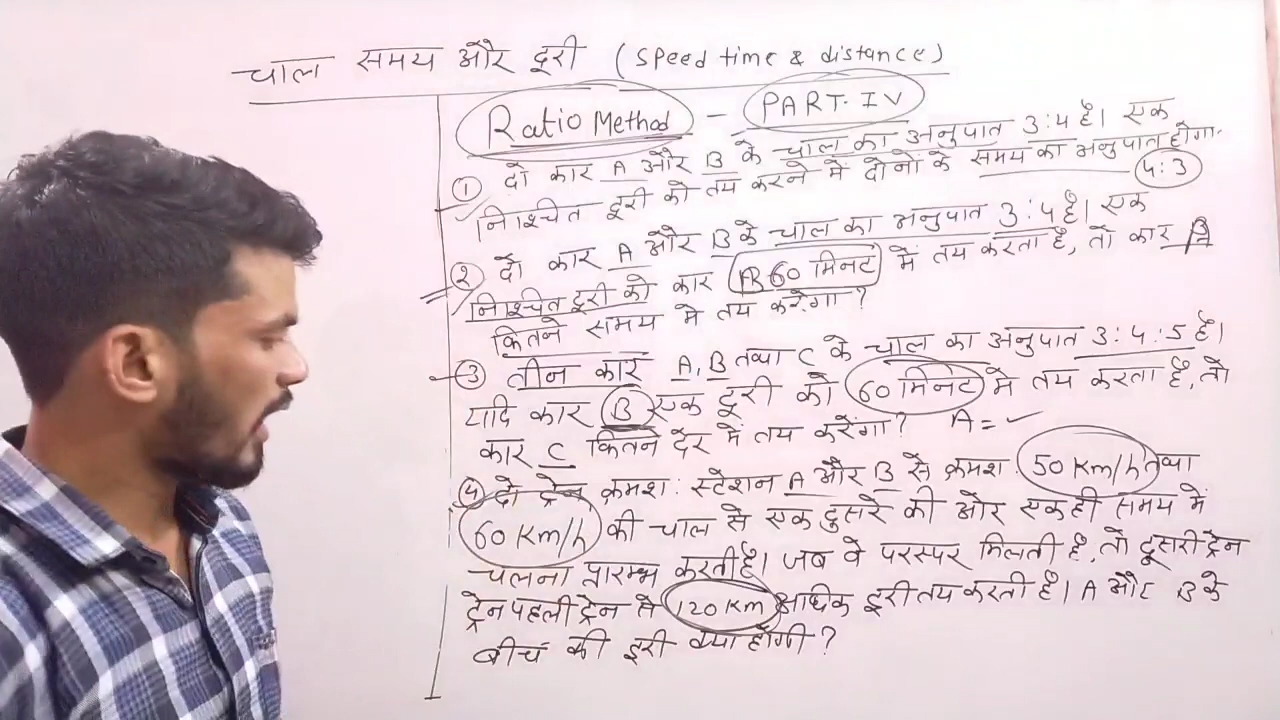 चाल समय और दूरी (Speed time & distance)
Ratio Method - PART-IV
① दो कार A और B के चाल का अनुपात 3:4 है। एक
निश्चित दूरी को तय करने में दोनो के समय का अनुपात होगा।
4:3
② दो कार A और B के चाल का अनुपात 3:4 है। एक
निश्चित दूरी को कार 60 मिनट में तय करता है, तो कार
कितने समय मे तय करेगा?
③ तीन कार A, B तथा C के चाल का अनुपात 3:4:5 है।
यदि कार B एक दूरी को 60 मिनट मे तय करता है, तो
कार C कितने देर में तय करेंगा? A = ✓
④ दो ट्रेन क्रमश: स्टेशन A और B से क्रमश: 50 Km/h तथा
60 Km/h की चाल से एक दुसरे की ओर एक ही समय मे
चलना प्रारम्भ करती है। जब वे परस्पर मिलती है, तो दूसरी ट्रेन
ट्रेन पहली ट्रेन से 120 Km अधिक दूरी तय करती है। A और B के
बीच की दूरी क्या होगी?